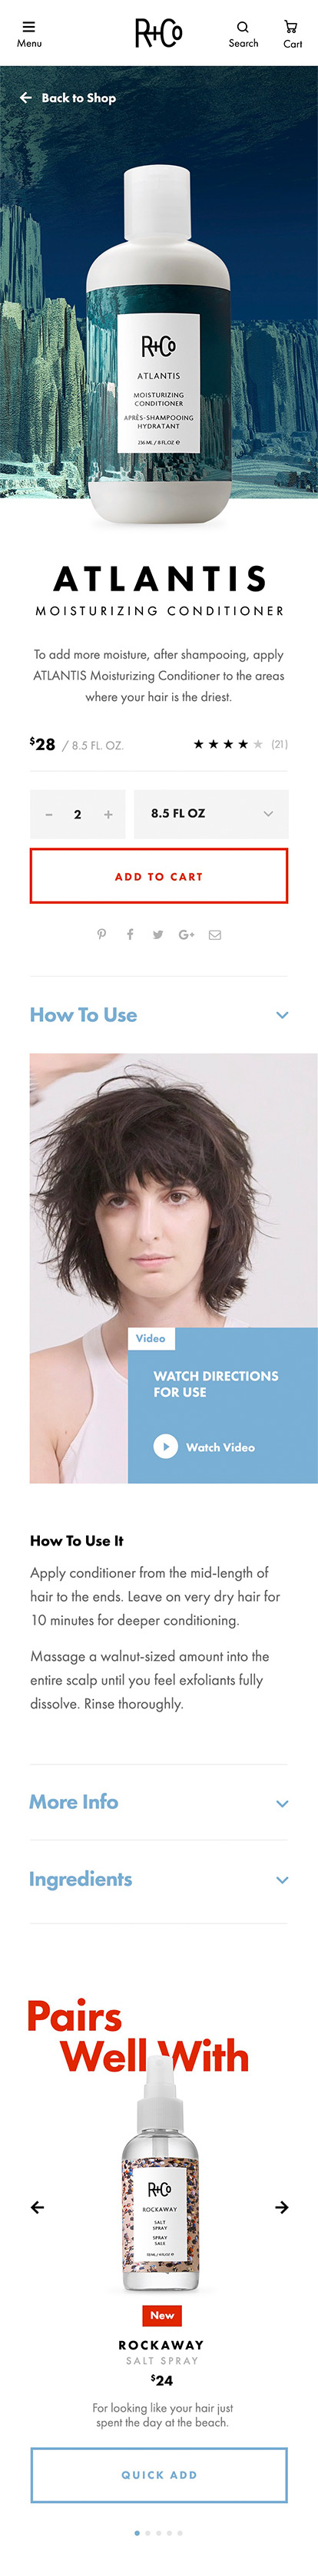 Menu
R+Co
Search
Cart
Back to Shop
R+Co
ATLANTIS
MOISTURIZING
CONDITIONER
APRÈS-SHAMPOOING
HYDRATANT
236 ML / 8 FL OZ e
ATLANTIS
MOISTURIZING CONDITIONER
To add more moisture, after shampooing, apply
ATLANTIS Moisturizing Conditioner to the areas
where your hair is the driest.
$28 / 8.5 FL. OZ.
(21)
- 2 +
8.5 FL OZ
ADD TO CART
G+
How To Use
Video
WATCH DIRECTIONS
FOR USE
Watch Video
How To Use It
Apply conditioner from the mid-length of
hair to the ends. Leave on very dry hair for
10 minutes for deeper conditioning.
Massage a walnut-sized amount into the
entire scalp until you feel exfoliants fully
dissolve. Rinse thoroughly.
More Info
Ingredients
Pairs
Well With
R+Co
ROCKAWAY
SALT
SPRAY
SPRAY
SALÉ
New
ROCKAWAY
SALT SPRAY
$24
For looking like your hair just
spent the day at the beach.
QUICK ADD